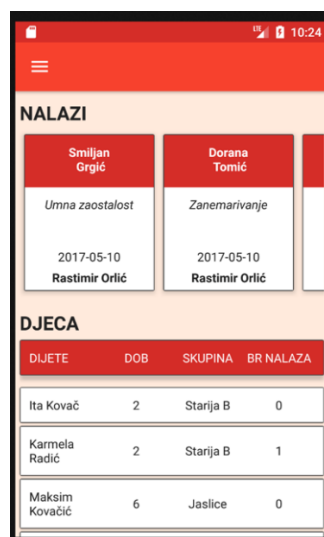 LTE 10:24
NALAZI
Smiljan Dorana
Grgić Tomić
Umna zaostalost Zanemarivanje
2017-05-10 2017-05-10
Rastimir Orlić Rastimir Orlić
DJECA
DIJETE DOB SKUPINA BR NALAZA
Ita Kovač 2 Starija B 0
Karmela
Radić 2 Starija B 1
Maksim
Kovačić 6 Jaslice 0